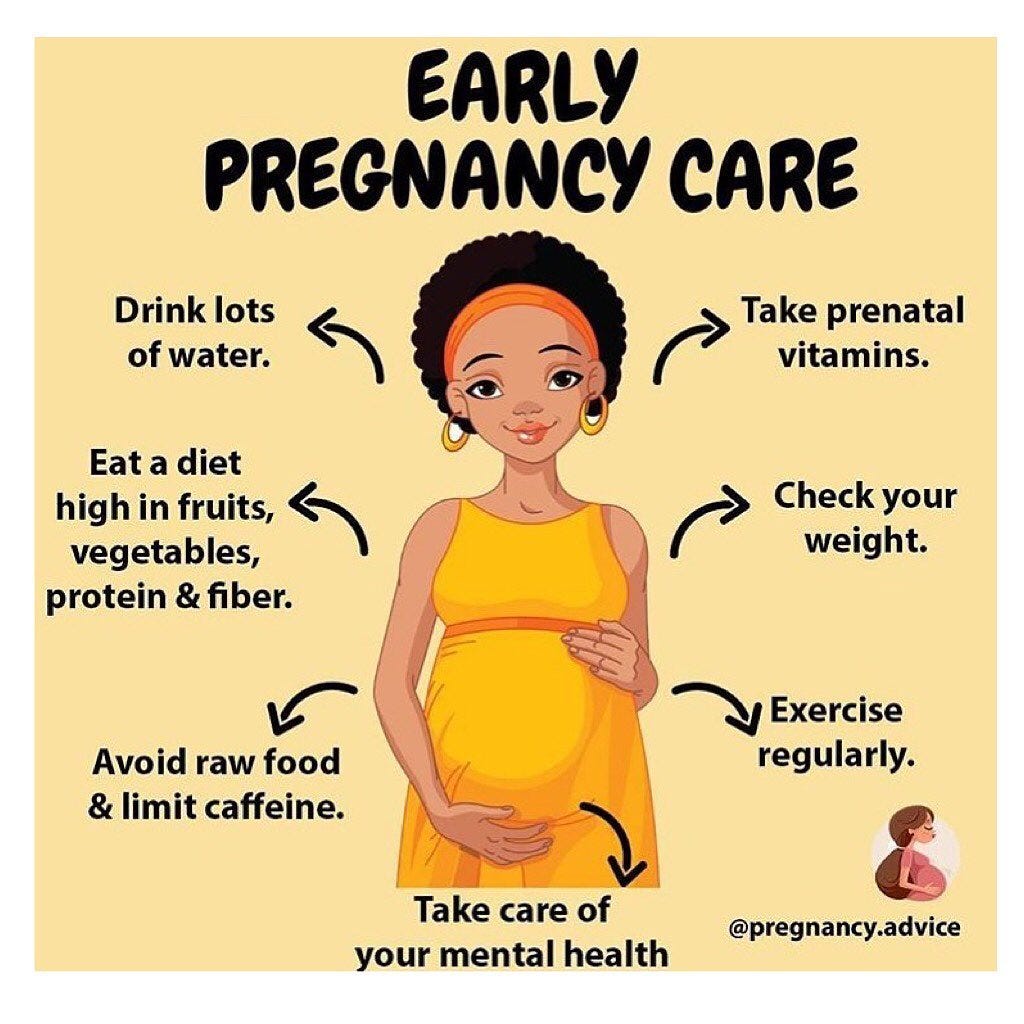 EARLY
PREGNANCY CARE
Drink lots
of water.
Take prenatal
vitamins.
Eat a diet
high in fruits,
vegetables,
protein & fiber.
Check your
weight.
Avoid raw food
& limit caffeine.
Exercise
regularly.
Take care of
your mental health
@pregnancy.advice